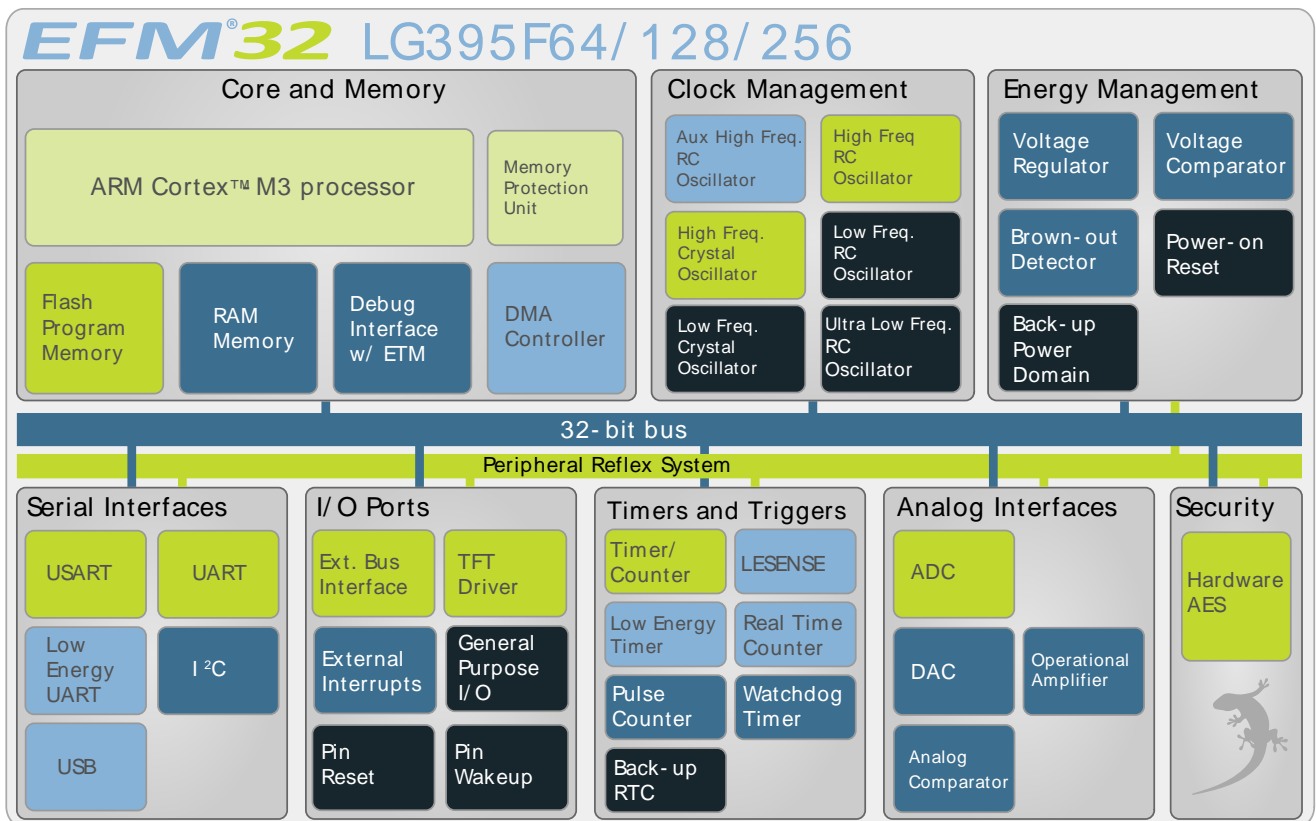 EFM®32 LG395F64/128/256
Core and Memory
ARM Cortex™ M3 processor
Memory
Protection
Unit
Flash
Program
Memory
RAM
Memory
Debug
Interface
w/ ETM
DMA
Controller
Clock Management
Aux High Freq.
RC
Oscillator
High Freq
RC
Oscillator
High Freq.
Crystal
Oscillator
Low Freq.
RC
Oscillator
Low Freq.
Crystal
Oscillator
Ultra Low Freq.
RC
Oscillator
Energy Management
Voltage
Regulator
Voltage
Comparator
Brown-out
Detector
Power-on
Reset
Back-up
Power
Domain
32-bit bus
Peripheral Reflex System
Serial Interfaces
USART
UART
Low
Energy
UART
I²C
USB
I/O Ports
Ext. Bus
Interface
TFT
Driver
External
Interrupts
General
Purpose
I/O
Pin
Reset
Pin
Wakeup
Timers and Triggers
Timer/
Counter
LESENSE
Low Energy
Timer
Real Time
Counter
Pulse
Counter
Watchdog
Timer
Back-up
RTC
Analog Interfaces
ADC
DAC
Operational
Amplifier
Analog
Comparator
Security
Hardware
AES